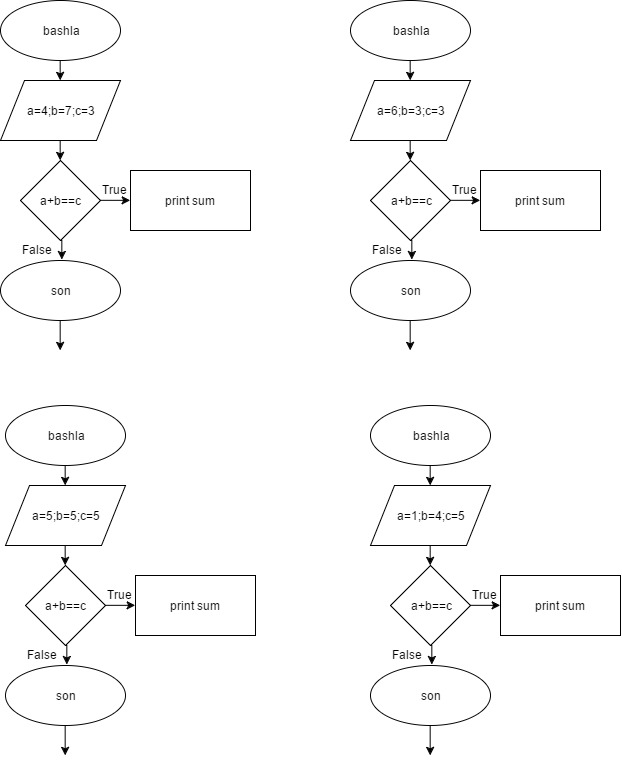 bashla
a=4;b=7;c=3
a+b==c
True
print sum
False
son
bashla
a=6;b=3;c=3
a+b==c
True
print sum
False
son
bashla
a=5;b=5;c=5
a+b==c
True
print sum
False
son
bashla
a=1;b=4;c=5
a+b==c
True
print sum
False
son